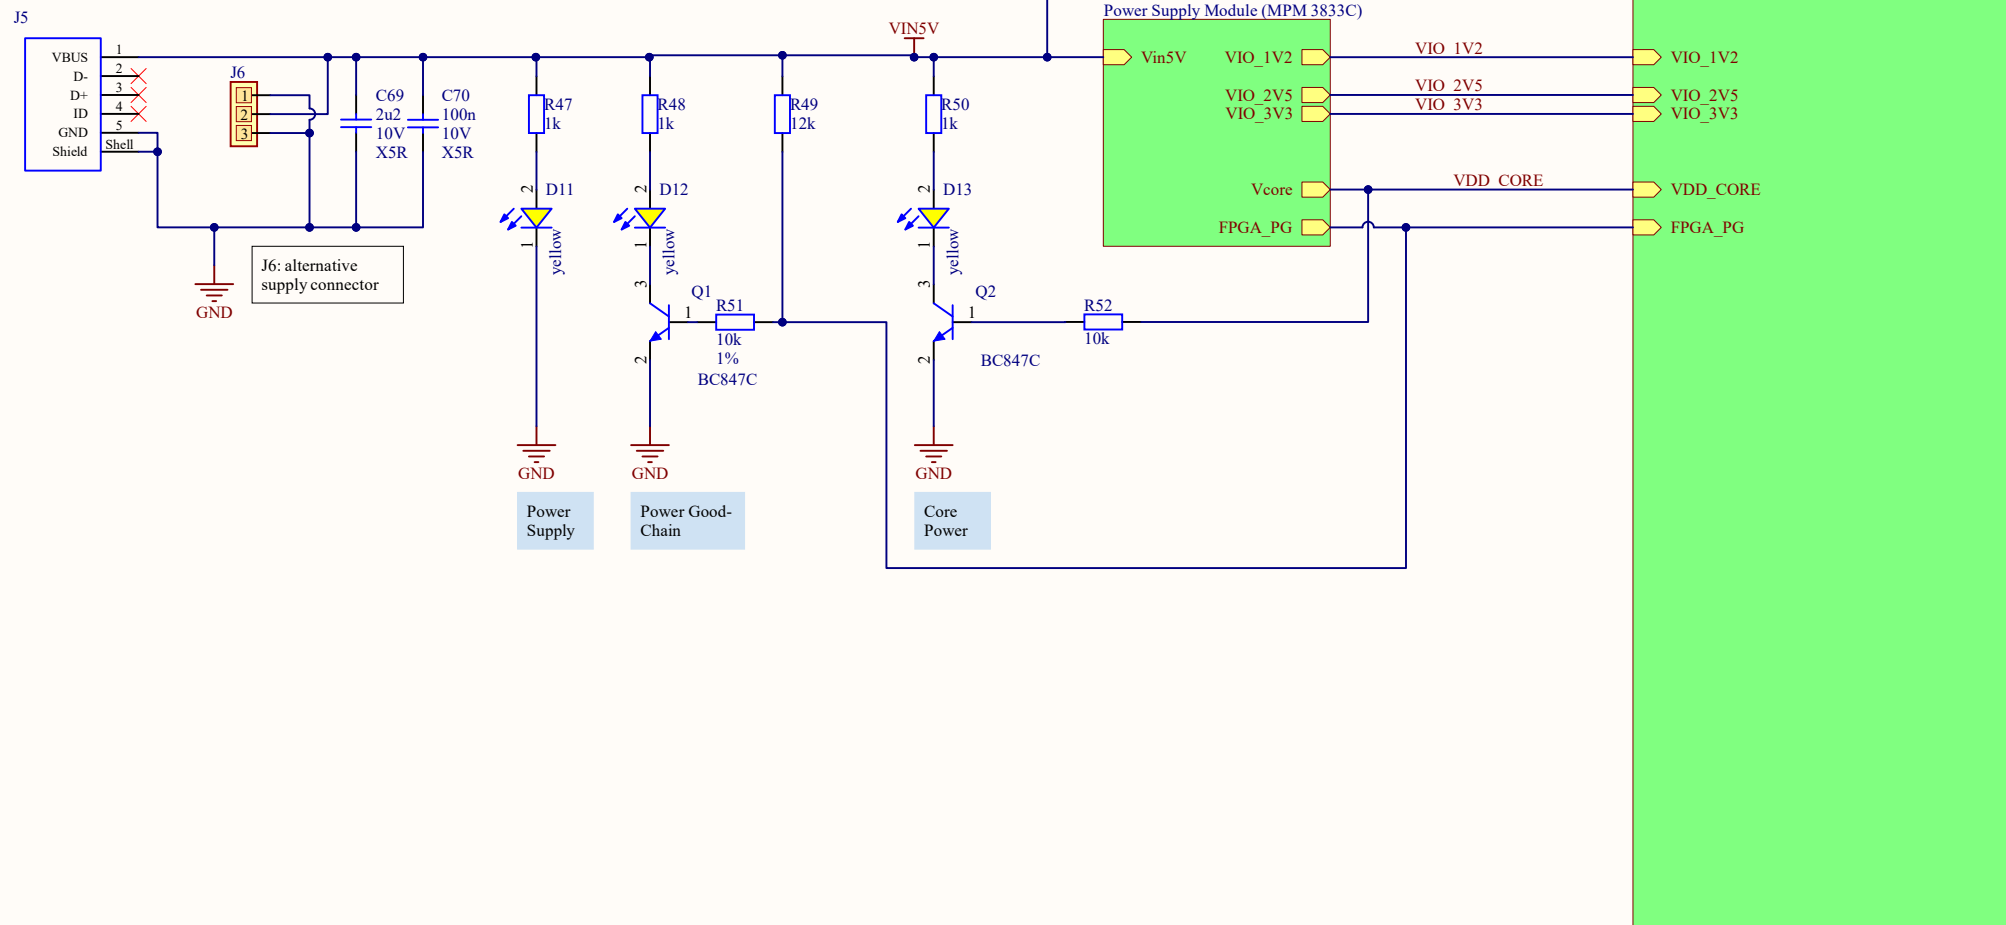 J5
VBUS
D-
D+
ID
GND
Shield
1
2
3
4
5
Shell
J6
1
2
3
C69
2u2
10V
X5R
C70
100n
10V
X5R
GND
J6: alternative
supply connector
R47
1k
2
D11
1
yellow
GND
Power
Supply
R48
1k
2
D12
1
yellow
3
Q1
1
2
R51
10k
1%
BC847C
GND
Power Good-
Chain
R49
12k
VIN5V
R50
1k
2
D13
1
yellow
3
Q2
1
2
BC847C
GND
Core
Power
R52
10k
Power Supply Module (MPM 3833C)
Vin5V
VIO_1V2
VIO_2V5
VIO_3V3
Vcore
FPGA_PG
VIO_1V2
VIO_2V5
VIO_3V3
VDD_CORE
VIO_1V2
VIO_2V5
VIO_3V3
VDD_CORE
FPGA_PG